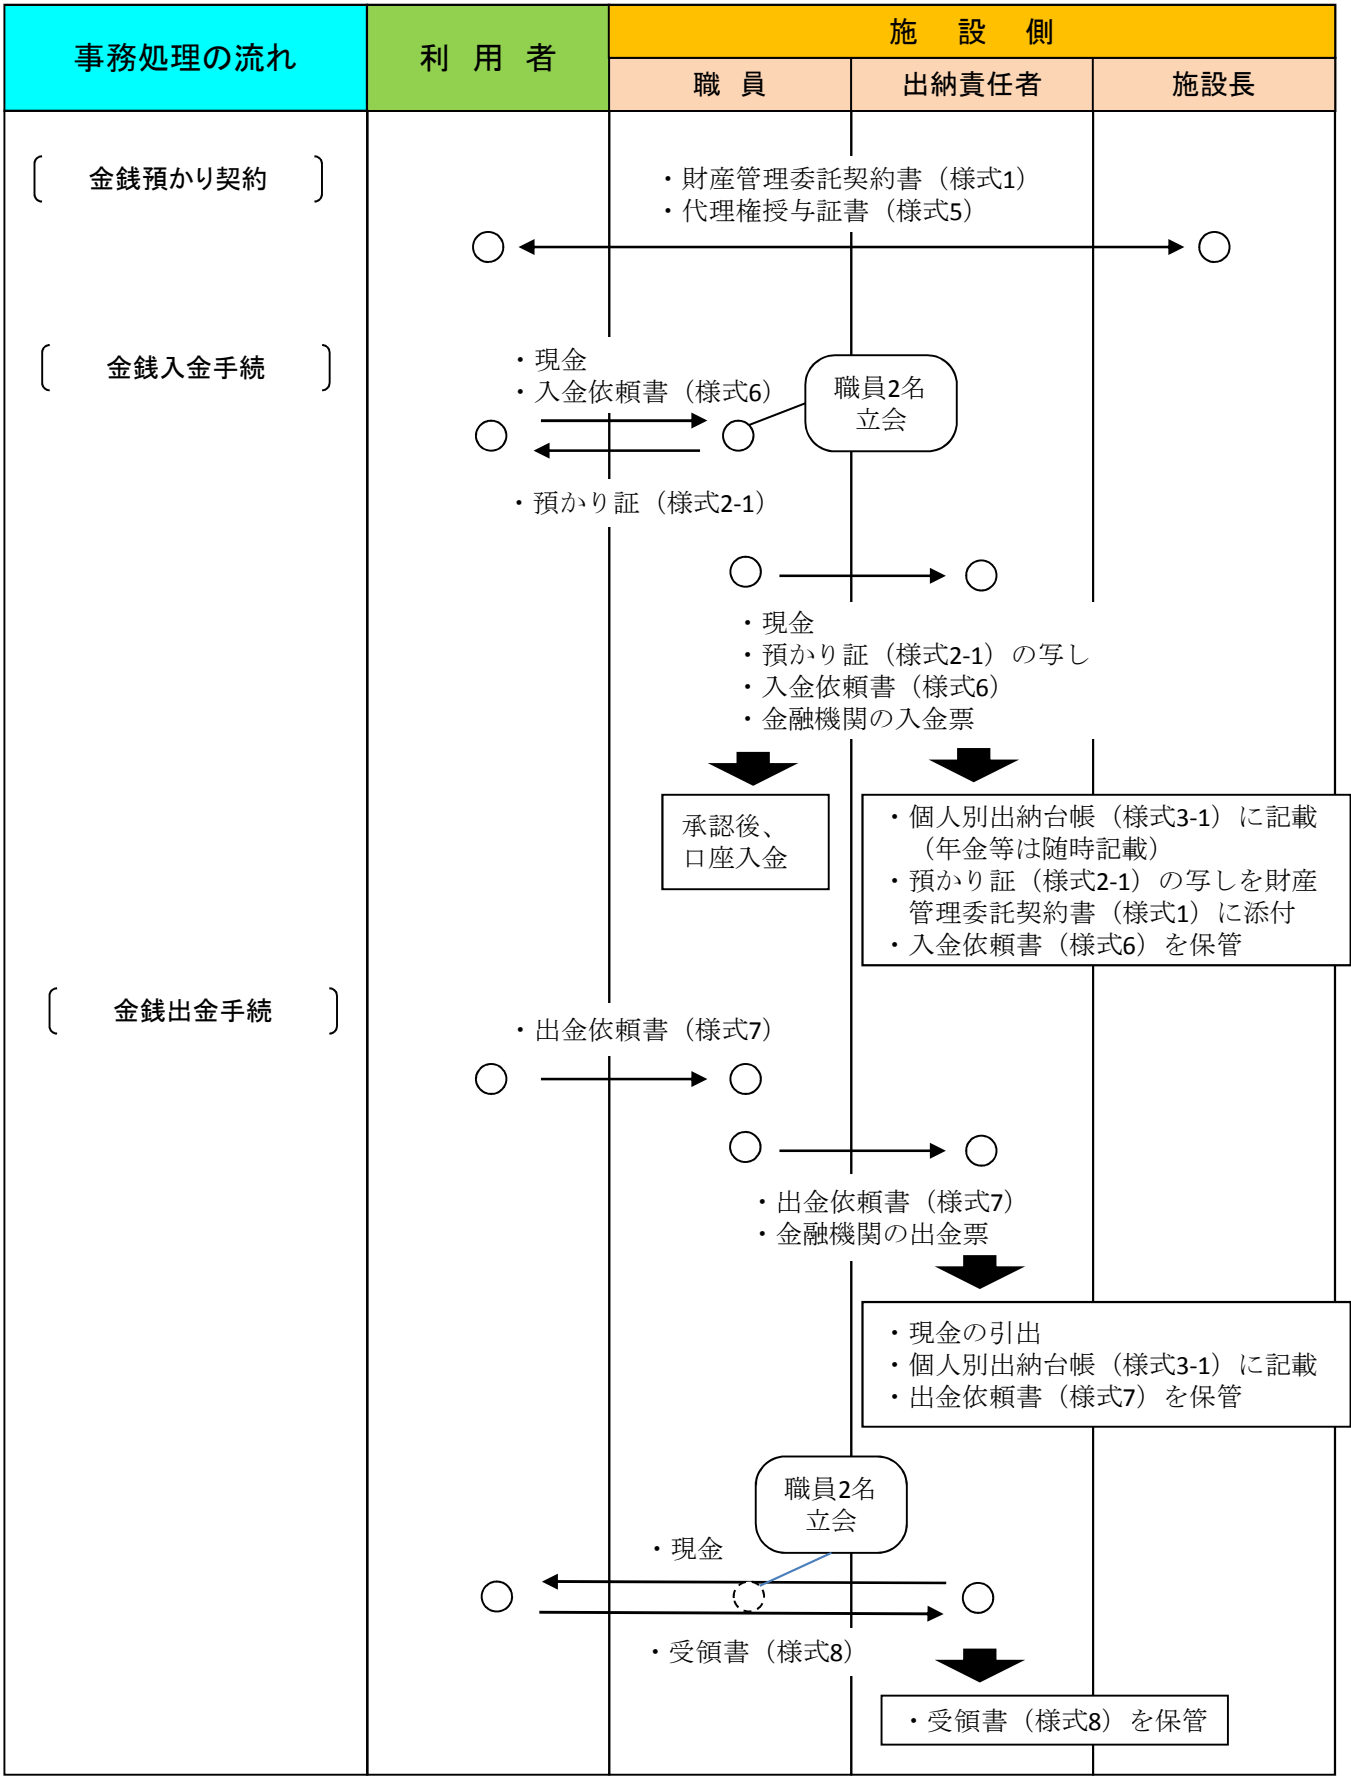 事務処理の流れ
利 用 者
施 設 側
職 員
出納責任者
施設長
金銭預かり契約
・財産管理委託契約書（様式1）
・代理権授与証書（様式5）
金銭入金手続
・現金
・入金依頼書（様式6）
職員2名
立会
・預かり証（様式2-1）
・現金
・預かり証（様式2-1）の写し
・入金依頼書（様式6）
・金融機関の入金票
承認後、
口座入金
・個人別出納台帳（様式3-1）に記載
（年金等は随時記載）
・預かり証（様式2-1）の写しを財産
管理委託契約書（様式1）に添付
・入金依頼書（様式6）を保管
金銭出金手続
・出金依頼書（様式7）
・出金依頼書（様式7）
・金融機関の出金票
・現金の引出
・個人別出納台帳（様式3-1）に記載
・出金依頼書（様式7）を保管
職員2名
立会
・現金
・受領書（様式8）
・受領書（様式8）を保管